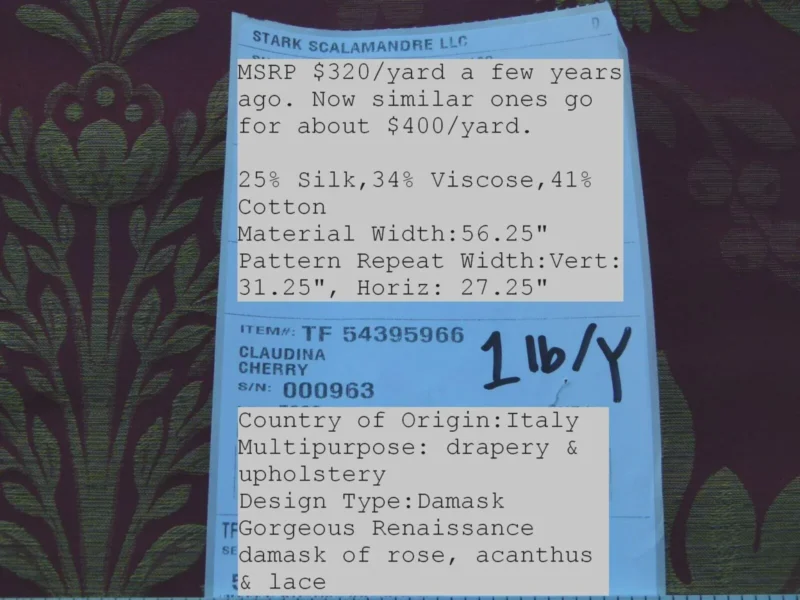 STARK SCALAMANDRE LLC
MSRP $320/yard a few years
ago. Now similar ones go
for about $400/yard.
25% Silk,34% Viscose,41%
Cotton
Material Width:56.25"
Pattern Repeat Width:Vert:
31.25", Horiz: 27.25"
ITEM#: TF 54395966
1 lb/Y
CLAUDINA
CHERRY
S/N: 000963
Country of Origin:Italy
Multipurpose: drapery &
upholstery
Design Type:Damask
Gorgeous Renaissance
damask of rose, acanthus
& lace